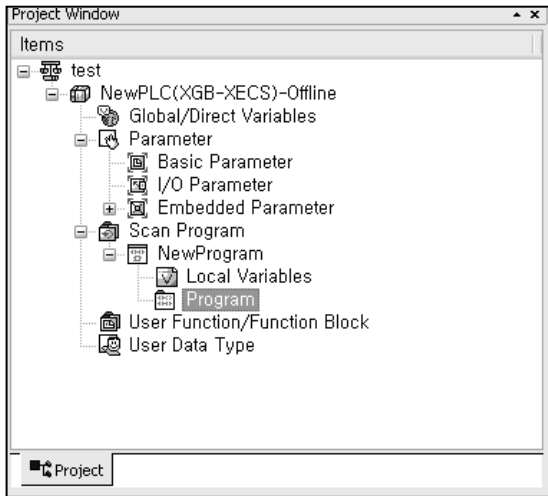 Project Window
Items
test
NewPLC(XGB-XECS)-Offline
Global/Direct Variables
Parameter
Basic Parameter
I/O Parameter
Embedded Parameter
Scan Program
NewProgram
Local Variables
Program
User Function/Function Block
User Data Type
Project